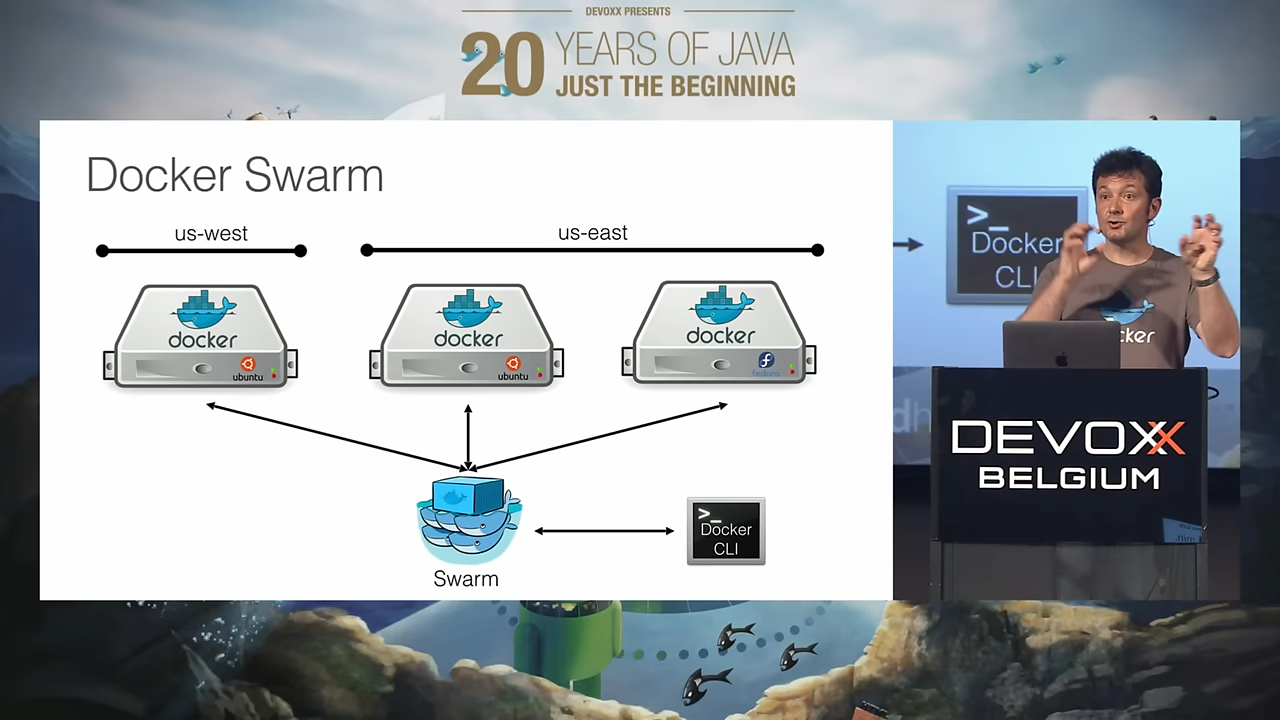 DEVOXX PRESENTS
20 YEARS OF JAVA
JUST THE BEGINNING
Docker Swarm
us-west
us-east
docker
ubuntu
docker
ubuntu
docker
fedora
>_
Docker
CLI
Swarm
>_
Docker
CLI
cker
DEVOXX
BELGIUM